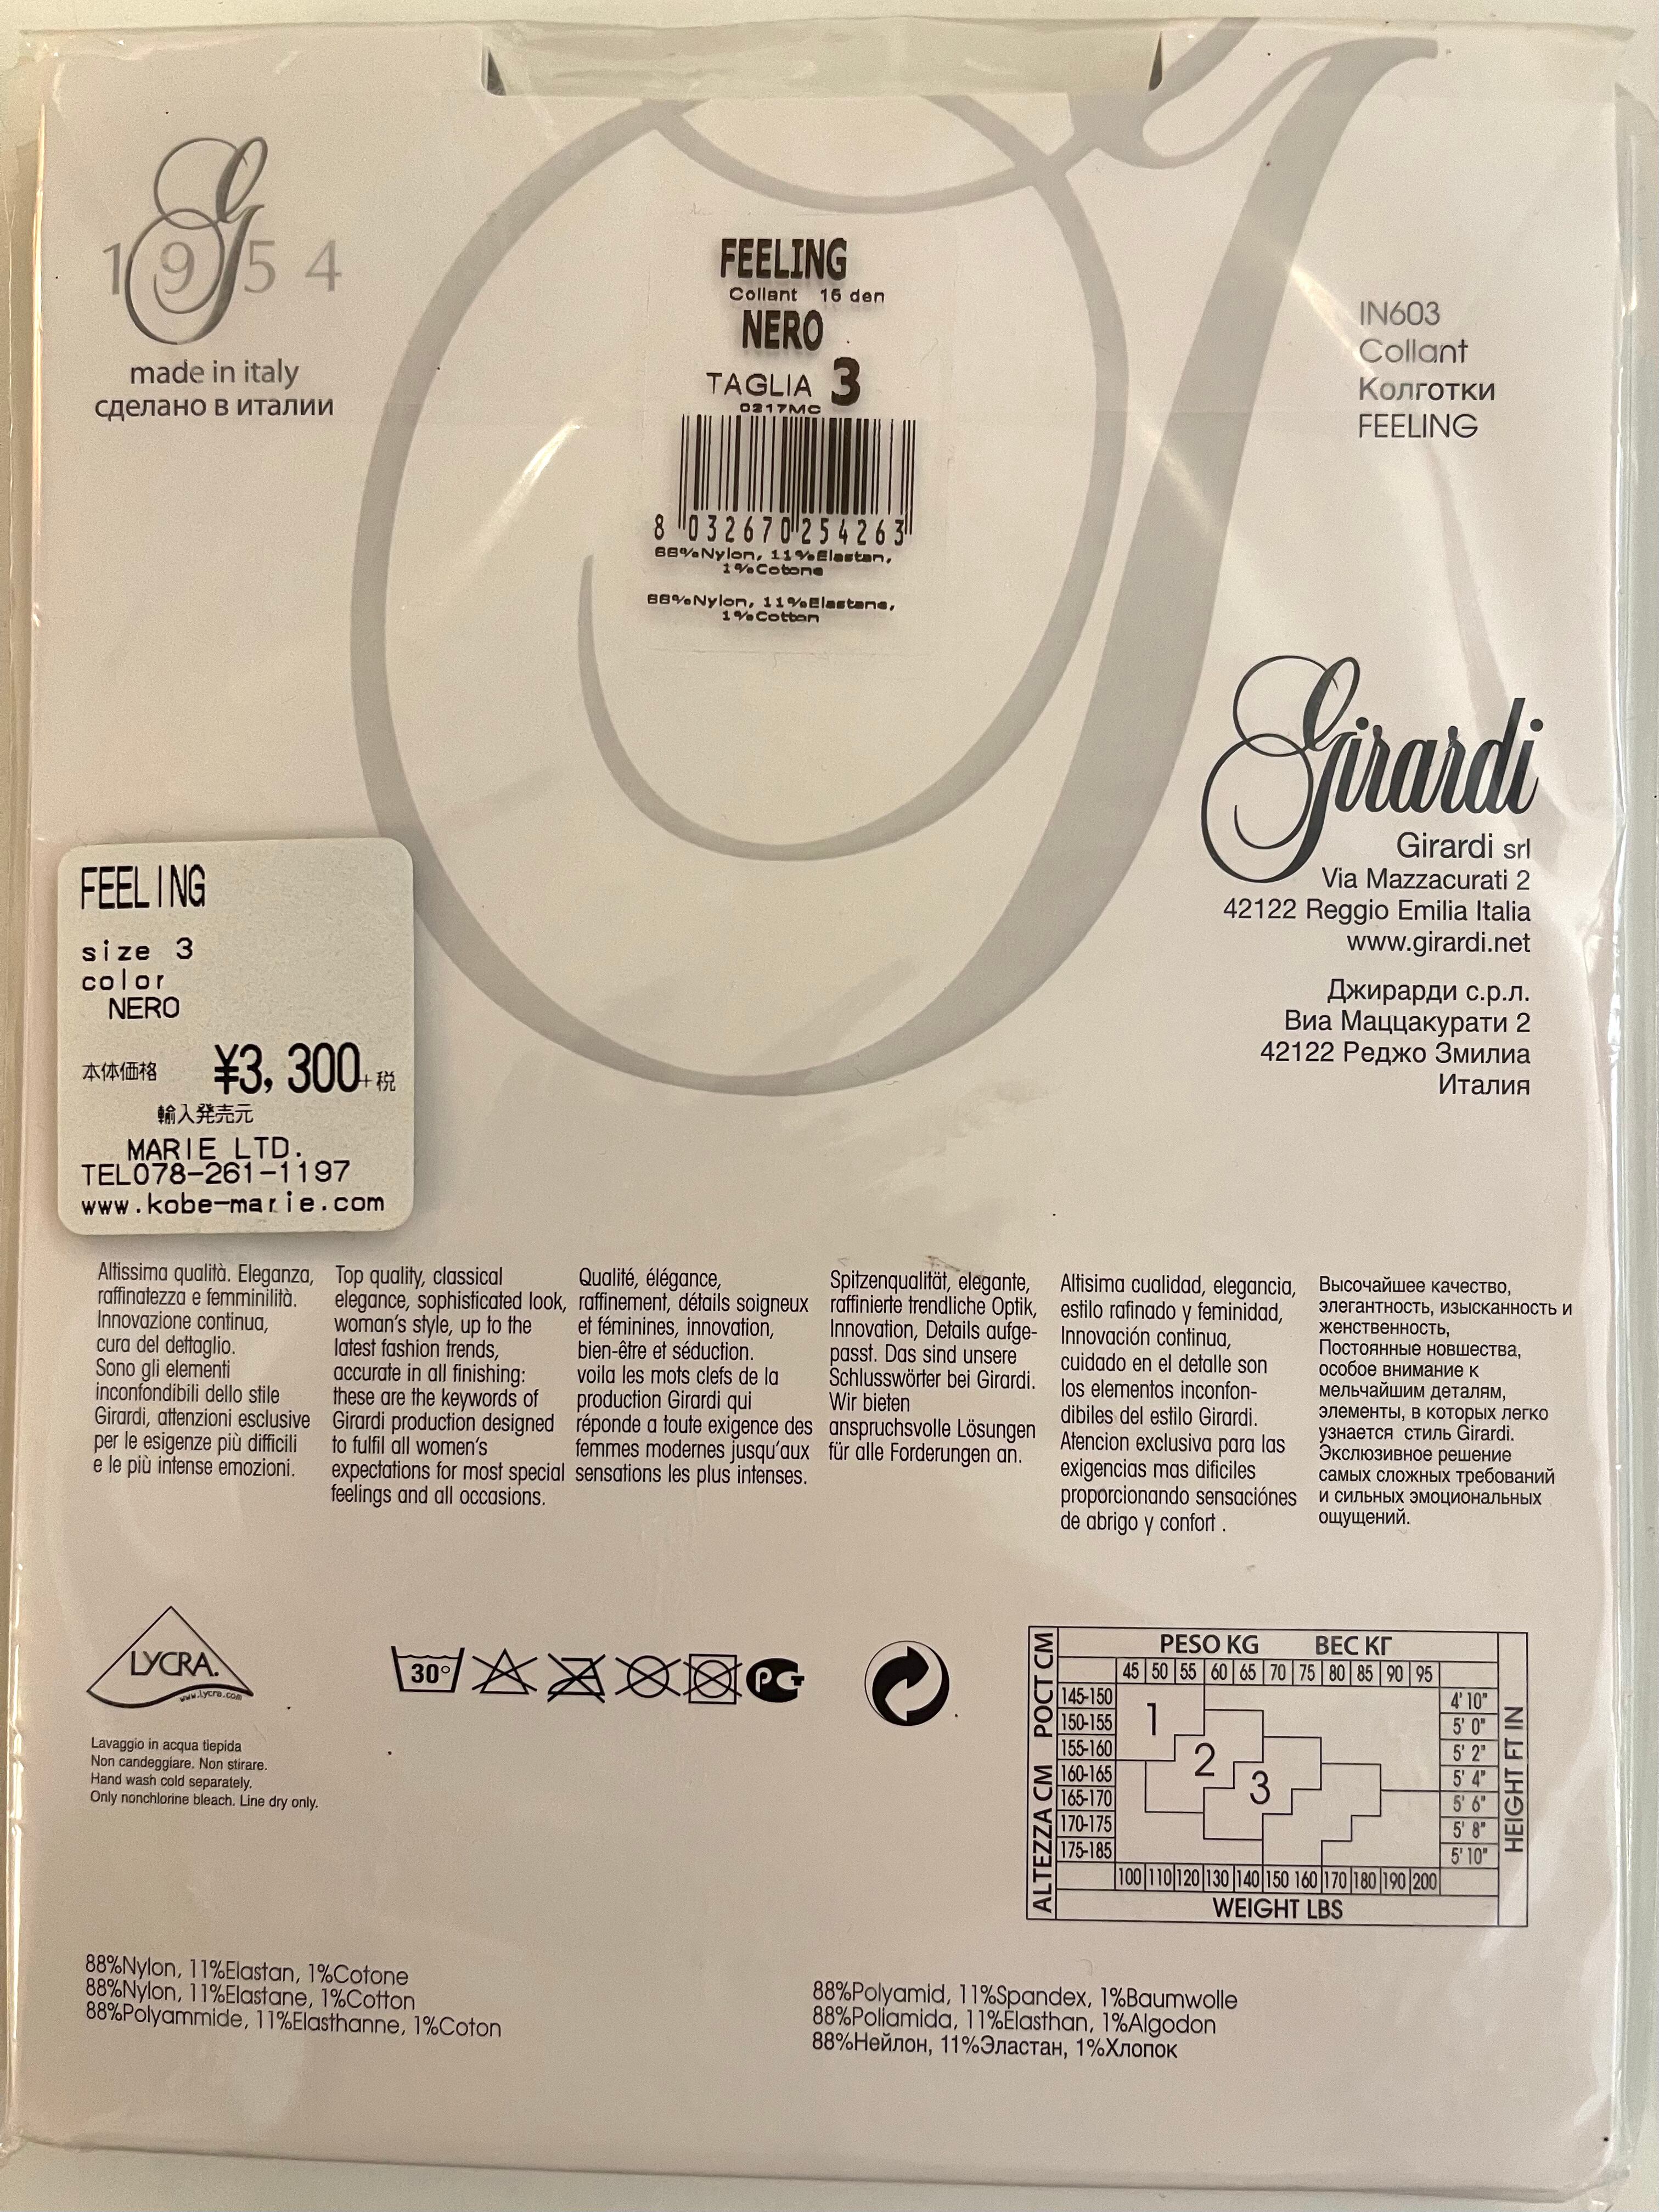 1954
made in italy
сделано в италии
FEELING
Collant 15 den
NERO
TAGLIA 3
0217MC
8 032670 254263
88%Nylon, 11%Elastan,
1%Cotone
88%Nylon, 11%Elastane,
1%Cotton
IN603
Collant
Колготки
FEELING
Girardi
Girardi srl
Via Mazzacurati 2
42122 Reggio Emilia Italia
www.girardi.net
Джирарди с.р.л.
Виа Маццакурати 2
42122 Реджо Змилиа
Италия
FEELING
size 3
color
NERO
本体価格 ¥3,300+税
輸入発売元
MARIE LTD.
TEL078-261-1197
www.kobe-marie.com
Altissima qualità. Eleganza,
raffinatezza e femminilità.
Innovazione continua,
cura del dettaglio.
Sono gli elementi
inconfondibili dello stile
Girardi, attenzioni esclusive
per le esigenze più difficili
e le più intense emozioni.
Top quality, classical
elegance, sophisticated look,
woman's style, up to the
latest fashion trends,
accurate in all finishing:
these are the keywords of
Girardi production designed
to fulfil all women's
expectations for most special
feelings and all occasions.
Qualité, élégance,
raffinement, détails soigneux
et féminines, innovation,
bien-être et séduction.
voila les mots clefs de la
production Girardi qui
réponde a toute exigence des
femmes modernes jusqu'aux
sensations les plus intenses.
Spitzenqualität, elegante,
raffinierte trendliche Optik,
Innovation, Details aufge-
passt. Das sind unsere
Schlusswörter bei Girardi.
Wir bieten
anspruchsvolle Lösungen
für alle Forderungen an.
Altisima cualidad, elegancia,
estilo rafinado y feminidad,
Innovación continua,
cuidado en el detalle son
los elementos inconfon-
dibiles del estilo Girardi.
Atencion exclusiva para las
exigencias mas dificiles
proporcionando sensaciónes
de abrigo y confort .
Высочайшее качество,
элегантность, изысканность и
женственность,
Постоянные новшества,
особое внимание к
мельчайшим деталям,
элементы, в которых легко
узнается стиль Girardi.
Экслюзивное решение
самых сложных требований
и сильных эмоциональных
ощущений.
LYCRA.
www.lycra.com
30°
РСТ
Lavaggio in acqua tiepida
Non candeggiare. Non stirare.
Hand wash cold separately.
Only nonchlorine bleach. Line dry only.
PESO KG ВЕС КГ
45 50 55 60 65 70 75 80 85 90 95
ALTEZZA CM РОСТ СМ
145-150 4' 10"
150-155 5' 0"
155-160 5' 2"
160-165 5' 4"
165-170 5' 6"
170-175 5' 8"
175-185 5' 10"
1
2
3
HEIGHT FT IN
100 110 120 130 140 150 160 170 180 190 200
WEIGHT LBS
88%Nylon, 11%Elastan, 1%Cotone
88%Nylon, 11%Elastane, 1%Cotton
88%Polyammide, 11%Elasthanne, 1%Coton
88%Polyamid, 11%Spandex, 1%Baumwolle
88%Poliamida, 11%Elasthan, 1%Algodon
88%Нейлон, 11%Эластан, 1%Хлопок